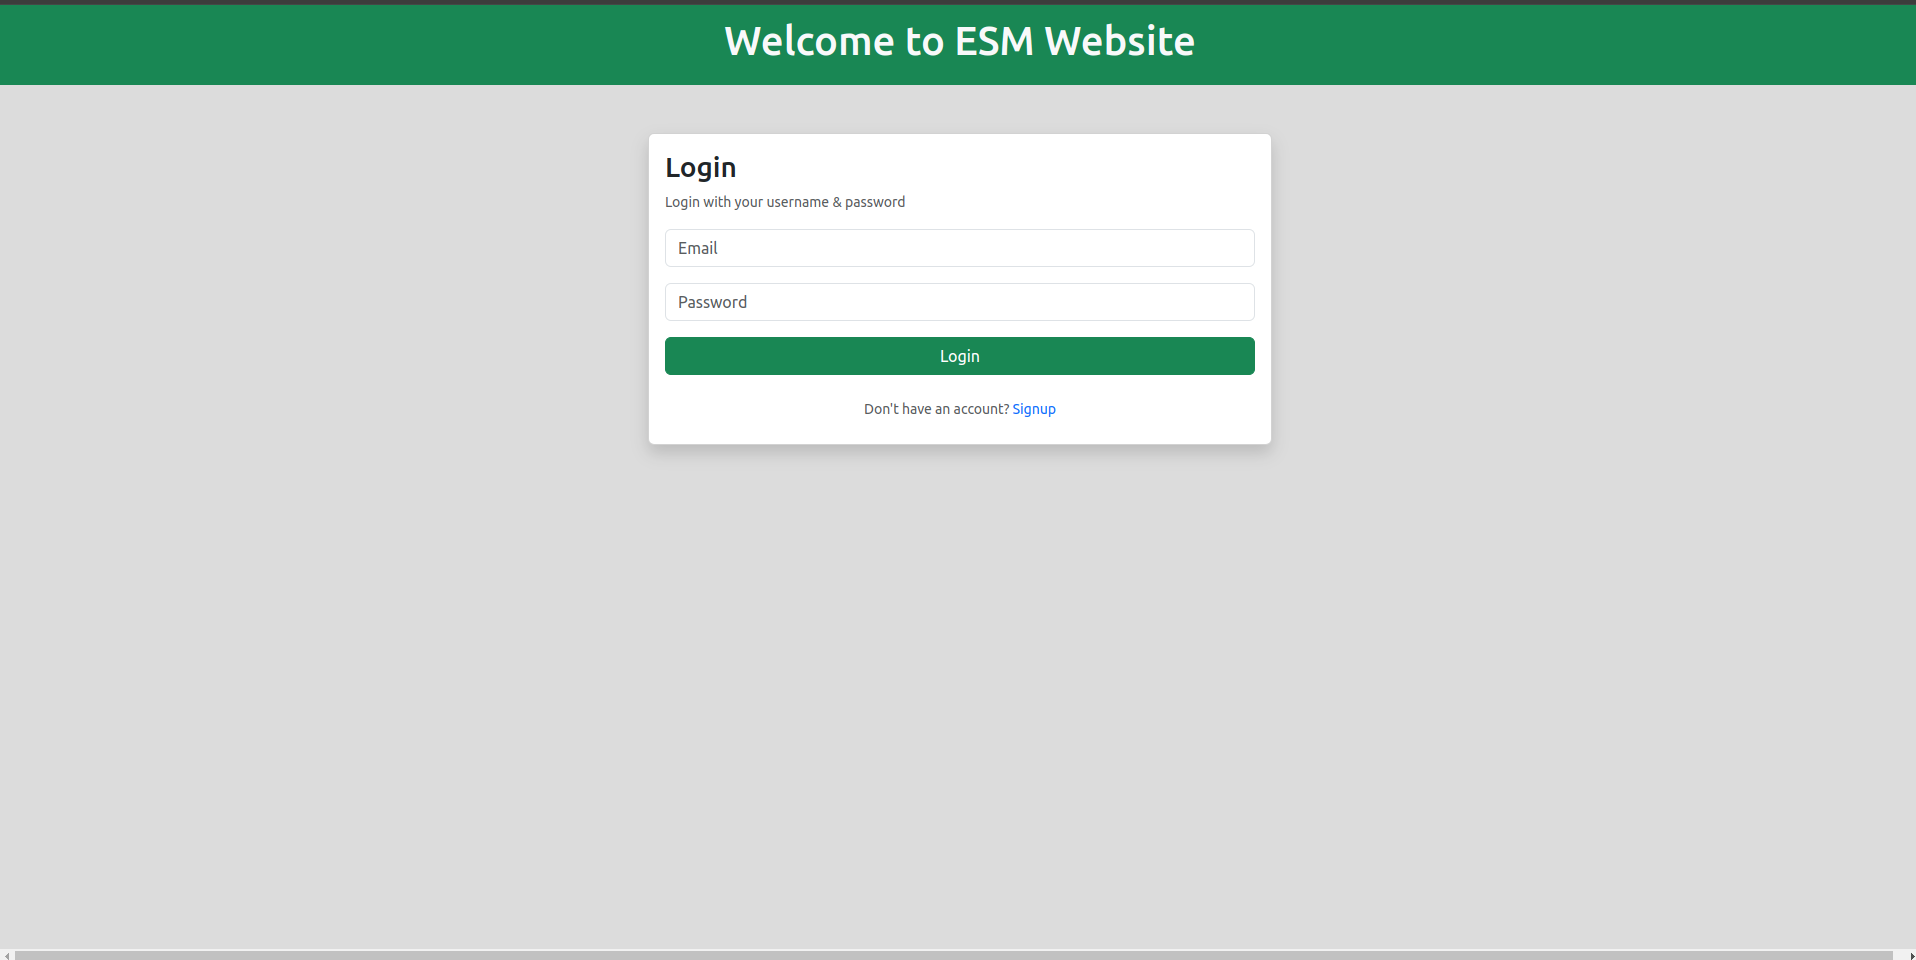 Welcome to ESM Website
Login
Login with your username & password
Email
Password
Login
Don't have an account? Signup